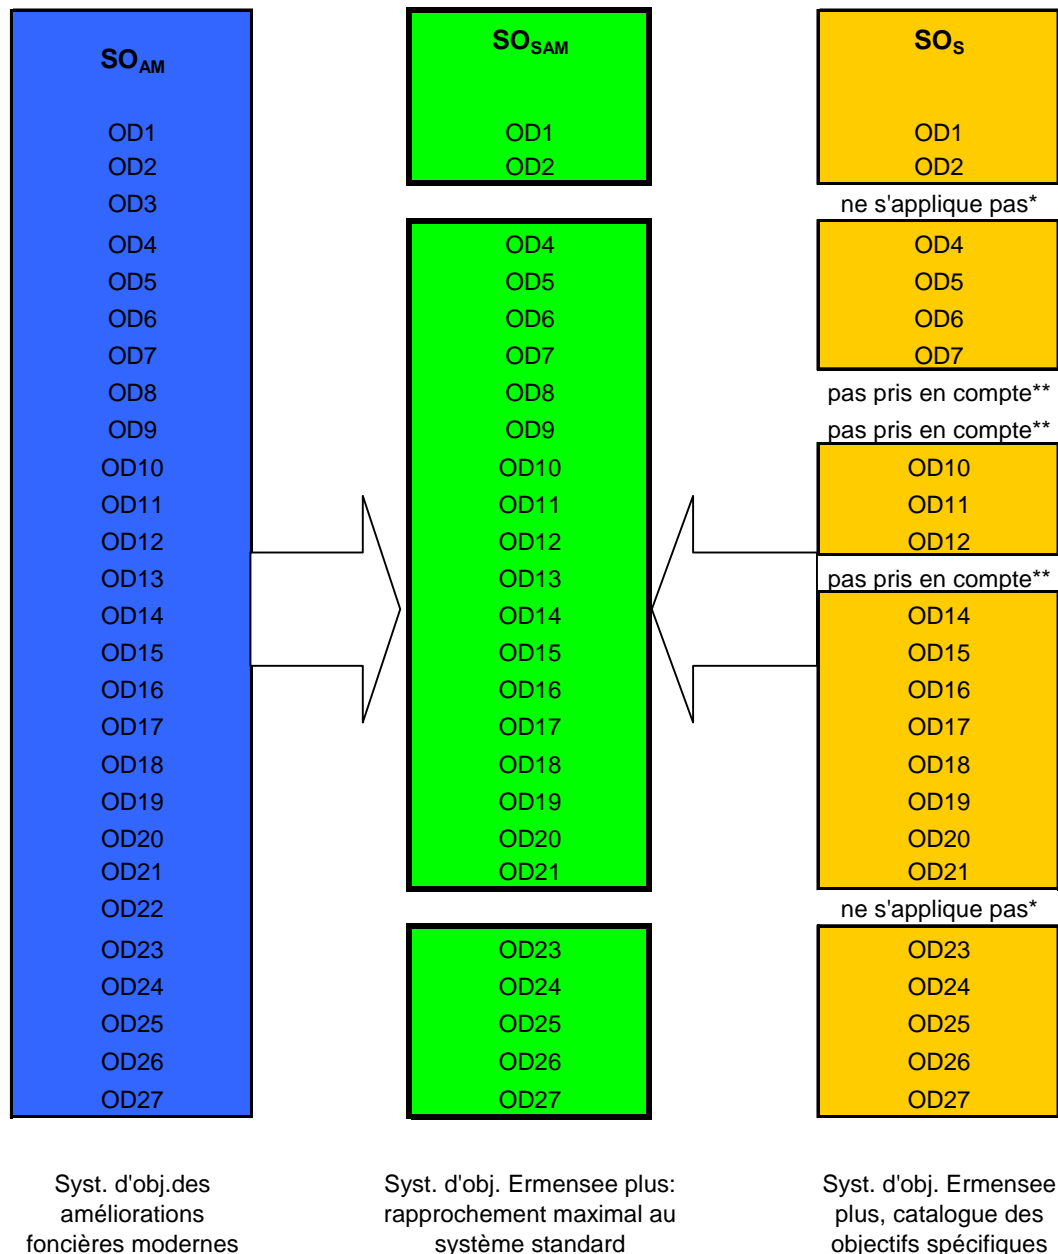 SOAM
OD1
OD2
OD3
OD4
OD5
OD6
OD7
OD8
OD9
OD10
OD11
OD12
OD13
OD14
OD15
OD16
OD17
OD18
OD19
OD20
OD21
OD22
OD23
OD24
OD25
OD26
OD27
Syst. d'obj.des
améliorations
foncières modernes
SOSAM
OD1
OD2
OD4
OD5
OD6
OD7
OD8
OD9
OD10
OD11
OD12
OD13
OD14
OD15
OD16
OD17
OD18
OD19
OD20
OD21
OD23
OD24
OD25
OD26
OD27
Syst. d'obj. Ermensee plus:
rapprochement maximal au
système standard
SOS
OD1
OD2
ne s'applique pas*
OD4
OD5
OD6
OD7
pas pris en compte**
pas pris en compte**
OD10
OD11
OD12
pas pris en compte**
OD14
OD15
OD16
OD17
OD18
OD19
OD20
OD21
ne s'applique pas*
OD23
OD24
OD25
OD26
OD27
Syst. d'obj. Ermensee
plus, catalogue des
objectifs spécifiques